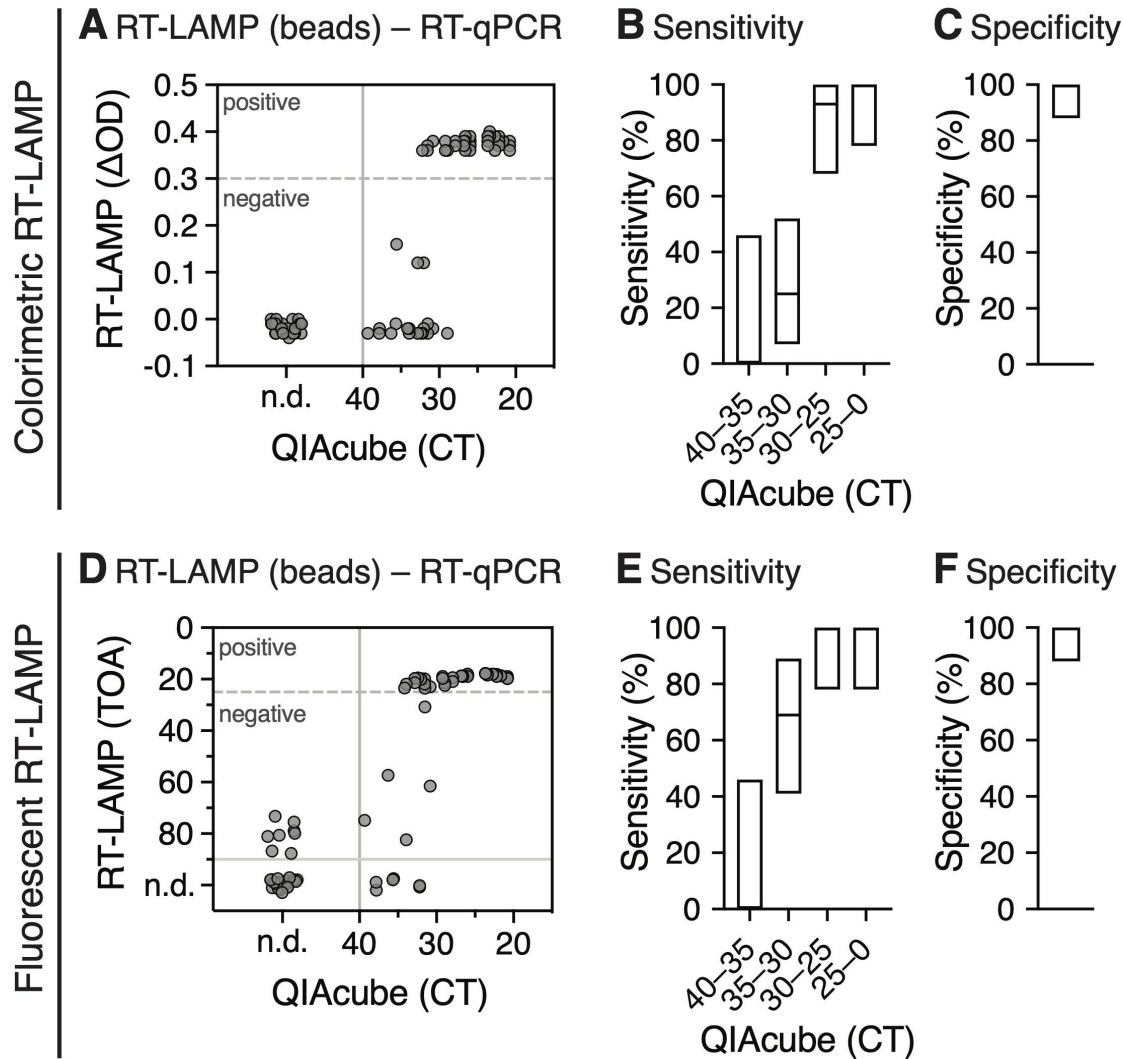 Colorimetric RT-LAMP
A RT-LAMP (beads) – RT-qPCR
positive
negative
RT-LAMP (ΔOD)
0.5
0.4
0.3
0.2
0.1
0.0
-0.1
n.d. 40 30 20
QIAcube (CT)
B Sensitivity
Sensitivity (%)
100
80
60
40
20
0
40–35
35–30
30–25
25–0
QIAcube (CT)
C Specificity
Specificity (%)
100
80
60
40
20
0
Fluorescent RT-LAMP
D RT-LAMP (beads) – RT-qPCR
positive
negative
RT-LAMP (TOA)
0
20
40
60
80
n.d.
n.d. 40 30 20
QIAcube (CT)
E Sensitivity
Sensitivity (%)
100
80
60
40
20
0
40–35
35–30
30–25
25–0
QIAcube (CT)
F Specificity
Specificity (%)
100
80
60
40
20
0